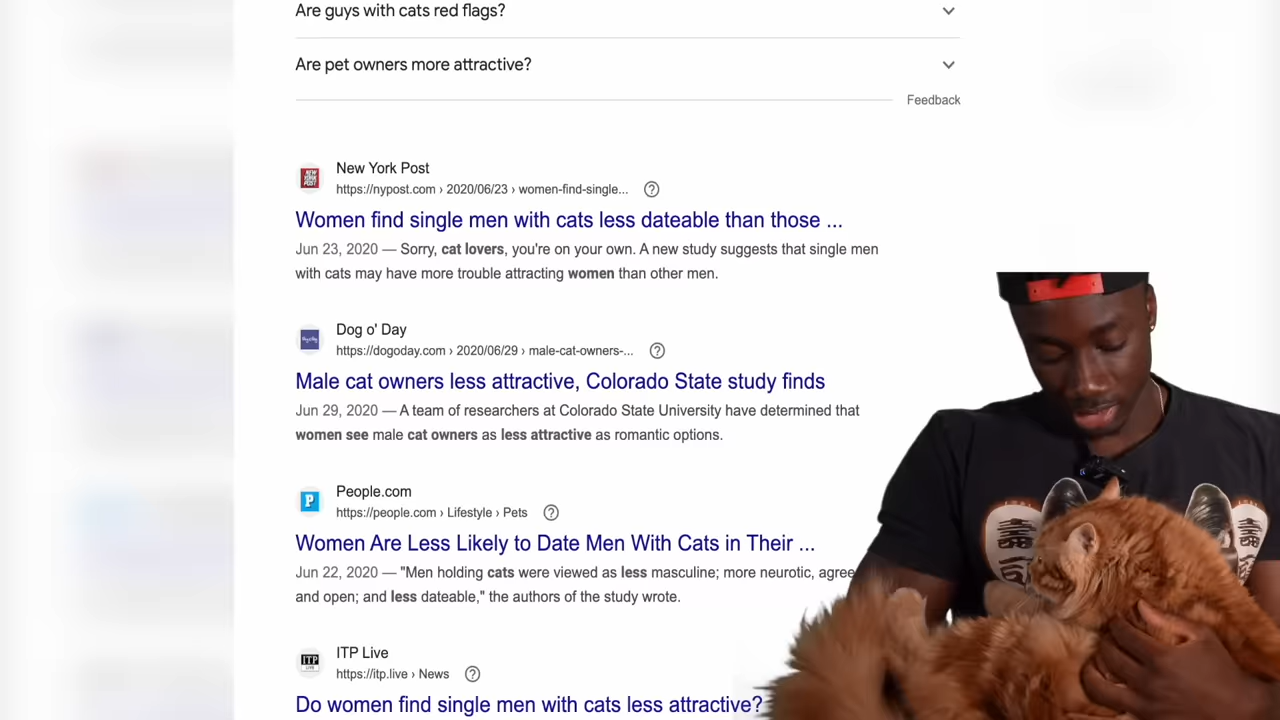 Are guys with cats red flags?
Are pet owners more attractive?
Feedback
New York Post
https://nypost.com › 2020/06/23 › women-find-single...
Women find single men with cats less dateable than those ...
Jun 23, 2020 — Sorry, cat lovers, you're on your own. A new study suggests that single men
with cats may have more trouble attracting women than other men.
Dog o' Day
https://dogoday.com › 2020/06/29 › male-cat-owners-...
Male cat owners less attractive, Colorado State study finds
Jun 29, 2020 — A team of researchers at Colorado State University have determined that
women see male cat owners as less attractive as romantic options.
People.com
https://people.com › Lifestyle › Pets
Women Are Less Likely to Date Men With Cats in Their ...
Jun 22, 2020 — "Men holding cats were viewed as less masculine; more neurotic, agree
and open; and less dateable," the authors of the study wrote.
ITP Live
https://itp.live › News
Do women find single men with cats less attractive?